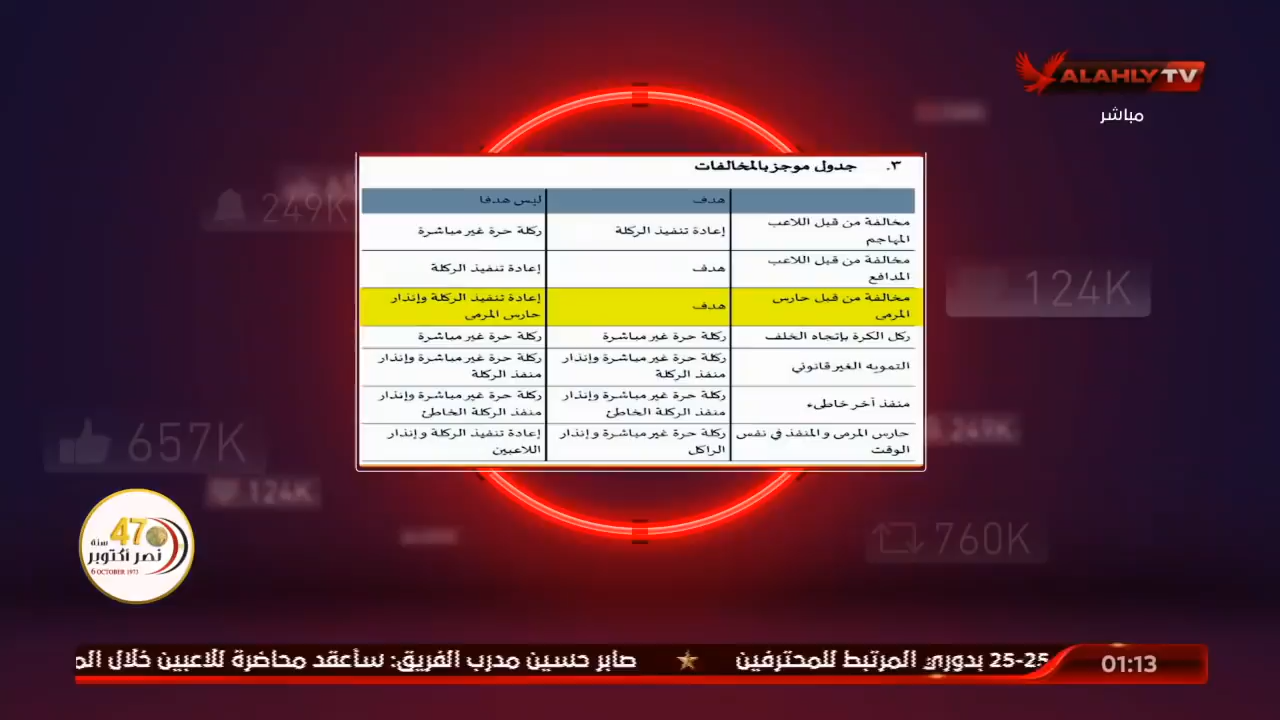 ALAHLY TV
مباشر
٣. جدول موجز بالمخالفات
هدف
ليس هدفا
مخالفة من قبل اللاعب
المهاجم
إعادة تنفيذ الركلة
ركلة حرة غير مباشرة
مخالفة من قبل اللاعب
المدافع
هدف
إعادة تنفيذ الركلة
مخالفة من قبل حارس
المرمى
هدف
إعادة تنفيذ الركلة وإنذار
حارس المرمى
ركل الكرة بإتجاه الخلف
ركلة حرة غير مباشرة
ركلة حرة غير مباشرة
التمويه الغير قانوني
ركلة حرة غير مباشرة وإنذار
منفذ الركلة
ركلة حرة غير مباشرة وإنذار
منفذ الركلة
منفذ آخر خاطىء
ركلة حرة غير مباشرة وإنذار
منفذ الركلة الخاطئ
ركلة حرة غير مباشرة وإنذار
منفذ الركلة الخاطئ
حارس المرمى والمنفذ في نفس
الوقت
ركلة حرة غير مباشرة وإنذار
الراكل
إعادة تنفيذ الركلة وإنذار
اللاعبين
249K
124K
657K
124K
249K
760K
47 سنة
نصر أكتوبر
6 OCTOBER 1973
25-25 بدوري المرتبط للمحترفين ★ صابر حسين مدرب الفريق: سأعقد محاضرة للاعبين خلال
01:13